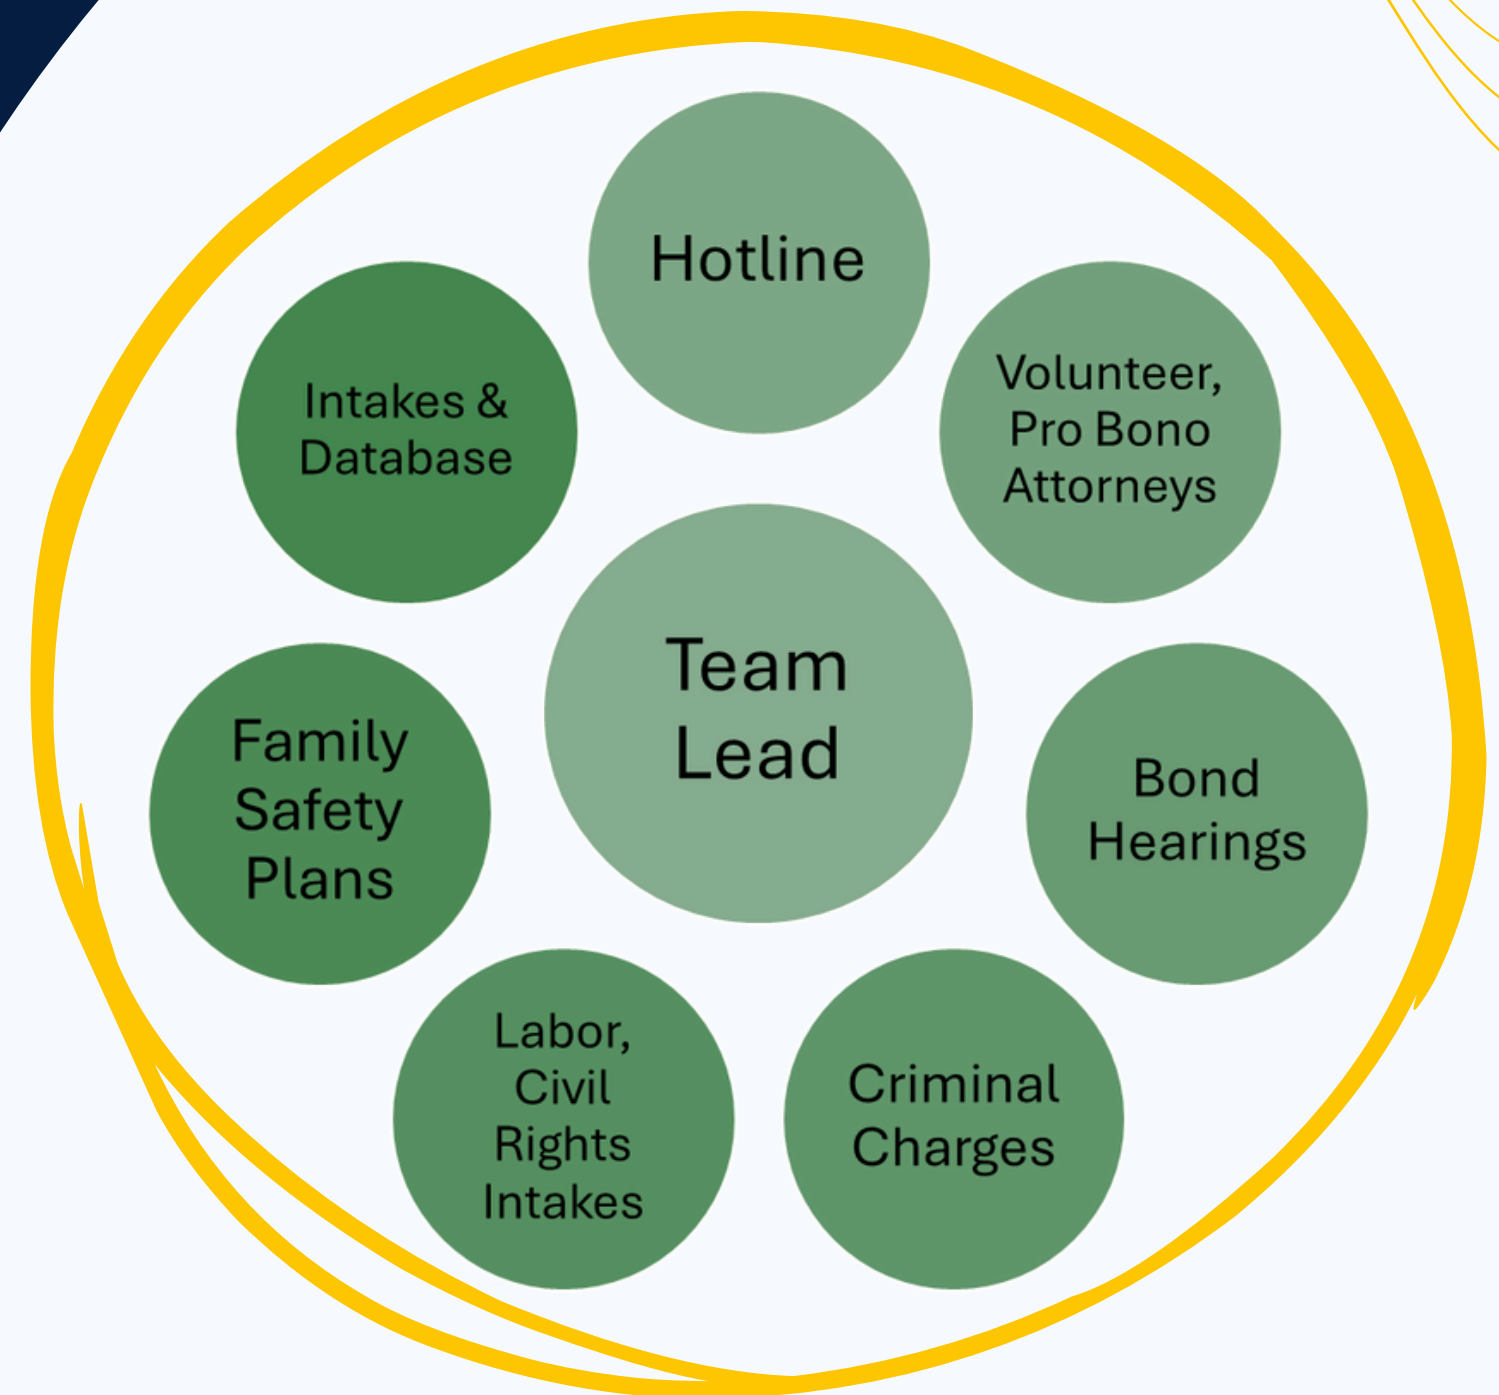 Hotline
Volunteer,
Pro Bono
Attorneys
Bond
Hearings
Criminal
Charges
Labor,
Civil
Rights
Intakes
Family
Safety
Plans
Intakes &
Database
Team
Lead